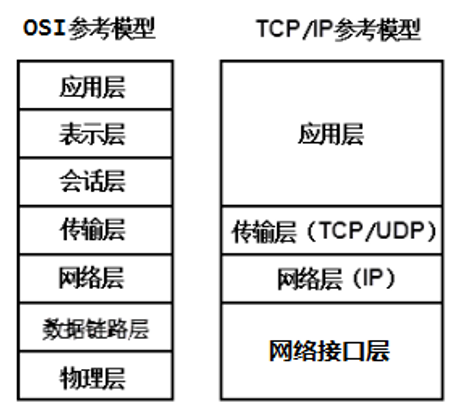 OSI参考模型
应用层
表示层
会话层
传输层
网络层
数据链路层
物理层
TCP/IP参考模型
应用层
传输层（TCP/UDP）
网络层（IP）
网络接口层